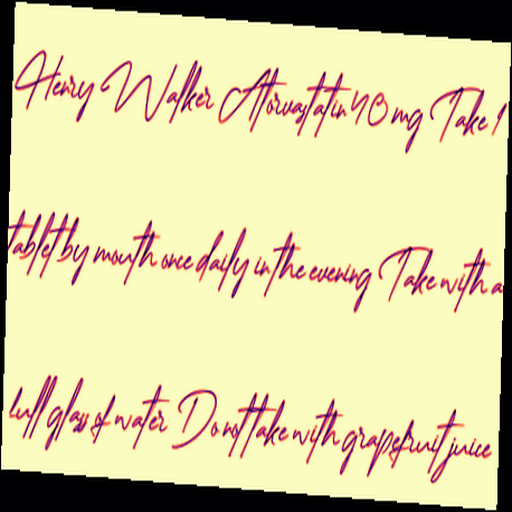 Henry Walker Atorvastatin 40 mg Take 1
tablet by mouth once daily in the evening Take with a
full glass of water Do not take with grapefruit juice